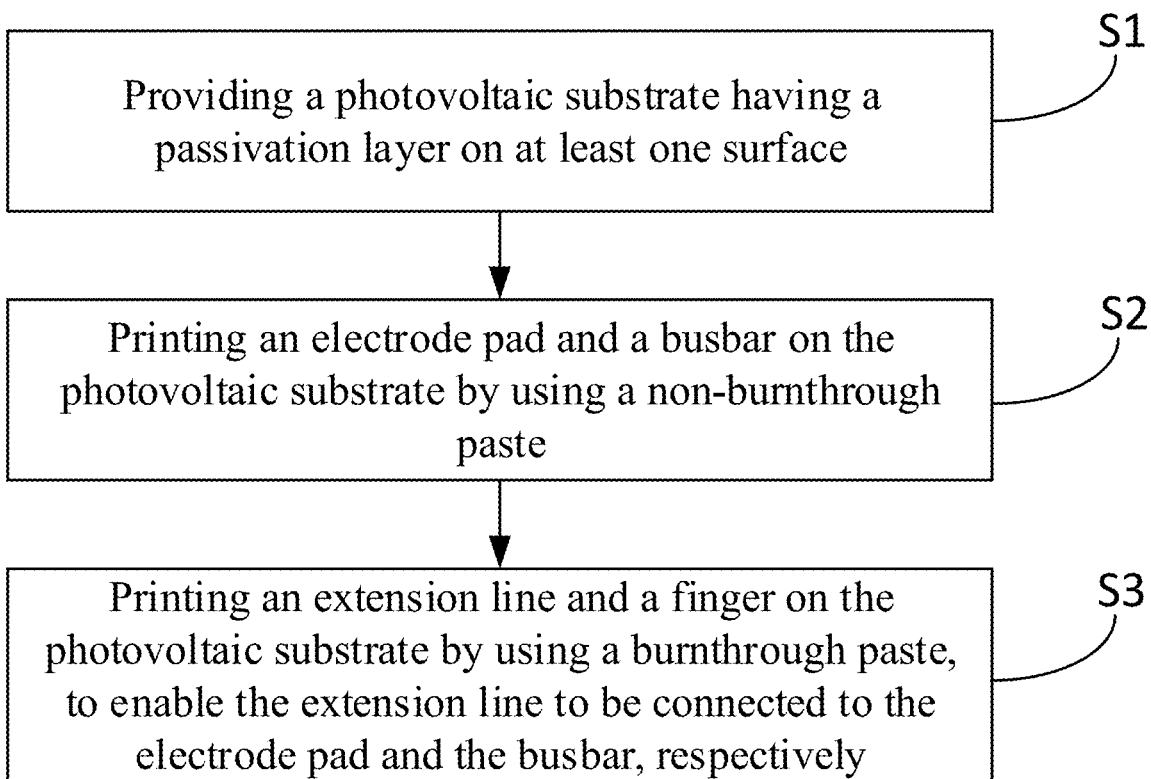 S1
Providing a photovoltaic substrate having a
passivation layer on at least one surface
S2
Printing an electrode pad and a busbar on the
photovoltaic substrate by using a non-burnthrough
paste
S3
Printing an extension line and a finger on the
photovoltaic substrate by using a burnthrough paste,
to enable the extension line to be connected to the
electrode pad and the busbar, respectively